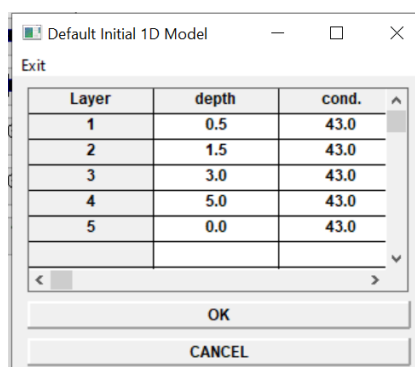 Default Initial 1D Model
Exit
Layer depth cond.
1 0.5 43.0
2 1.5 43.0
3 3.0 43.0
4 5.0 43.0
5 0.0 43.0
OK
CANCEL